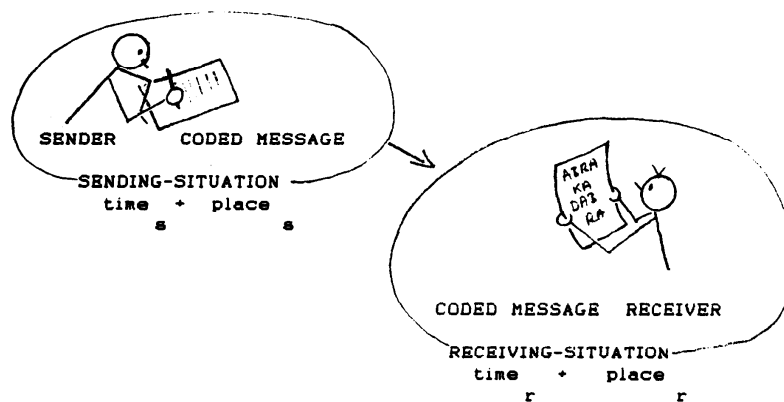 SENDER CODED MESSAGE
SENDING-SITUATION
time + place
s s
ABRA
KA
DAB
RA
CODED MESSAGE RECEIVER
RECEIVING-SITUATION
time + place
r r